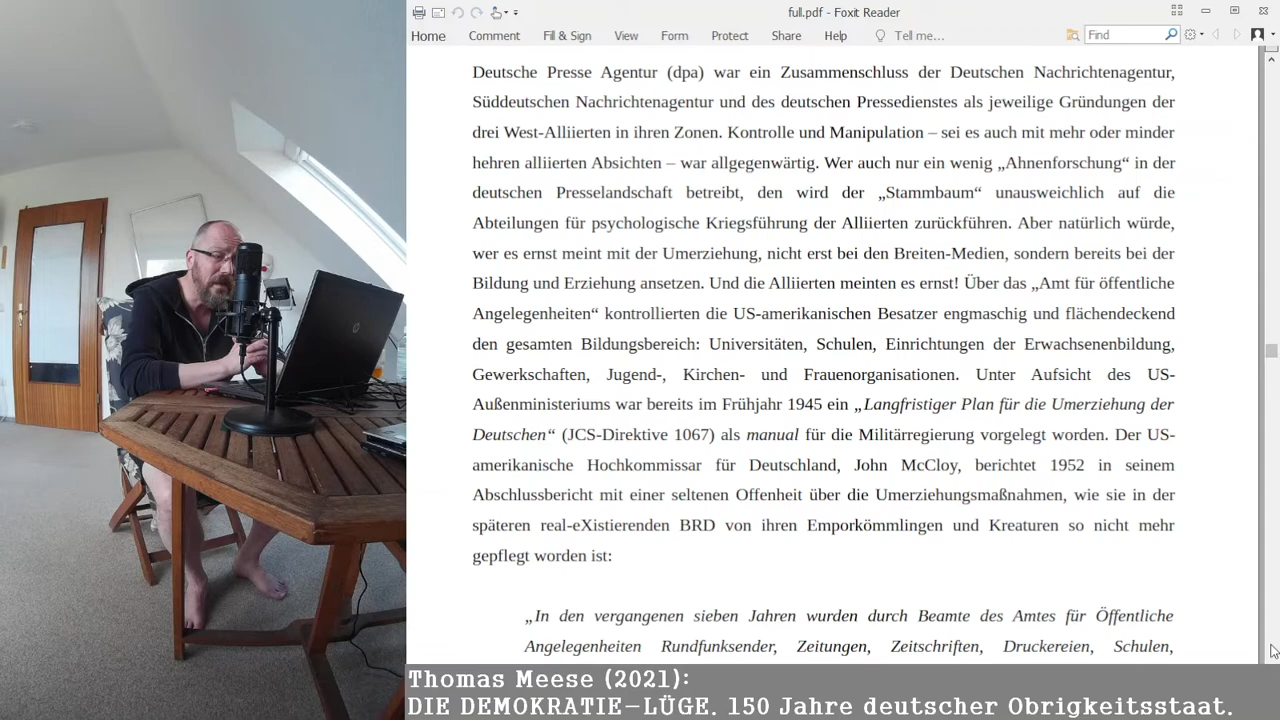 full.pdf - Foxit Reader
Home Comment Fill & Sign View Form Protect Share Help Tell me… Find
Deutsche Presse Agentur (dpa) war ein Zusammenschluss der Deutschen Nachrichtenagentur,
Süddeutschen Nachrichtenagentur und des deutschen Pressedienstes als jeweilige Gründungen der
drei West-Alliierten in ihren Zonen. Kontrolle und Manipulation – sei es auch mit mehr oder minder
hehren alliierten Absichten – war allgegenwärtig. Wer auch nur ein wenig „Ahnenforschung“ in der
deutschen Presselandschaft betreibt, den wird der „Stammbaum“ unausweichlich auf die
Abteilungen für psychologische Kriegsführung der Alliierten zurückführen. Aber natürlich würde,
wer es ernst meint mit der Umerziehung, nicht erst bei den Breiten-Medien, sondern bereits bei der
Bildung und Erziehung ansetzen. Und die Alliierten meinten es ernst! Über das „Amt für öffentliche
Angelegenheiten“ kontrollierten die US-amerikanischen Besatzer engmaschig und flächendeckend
den gesamten Bildungsbereich: Universitäten, Schulen, Einrichtungen der Erwachsenenbildung,
Gewerkschaften, Jugend-, Kirchen- und Frauenorganisationen. Unter Aufsicht des US-
Außenministeriums war bereits im Frühjahr 1945 ein „Langfristiger Plan für die Umerziehung der
Deutschen“ (JCS-Direktive 1067) als manual für die Militärregierung vorgelegt worden. Der US-
amerikanische Hochkommissar für Deutschland, John McCloy, berichtet 1952 in seinem
Abschlussbericht mit einer seltenen Offenheit über die Umerziehungsmaßnahmen, wie sie in der
späteren real-eXistierenden BRD von ihren Emporkömmlingen und Kreaturen so nicht mehr
gepflegt worden ist:
„In den vergangenen sieben Jahren wurden durch Beamte des Amtes für Öffentliche
Angelegenheiten Rundfunksender, Zeitungen, Zeitschriften, Druckereien, Schulen,
Thomas Meese (2021):
DIE DEMOKRATIE-LÜGE. 150 Jahre deutscher Obrigkeitsstaat.